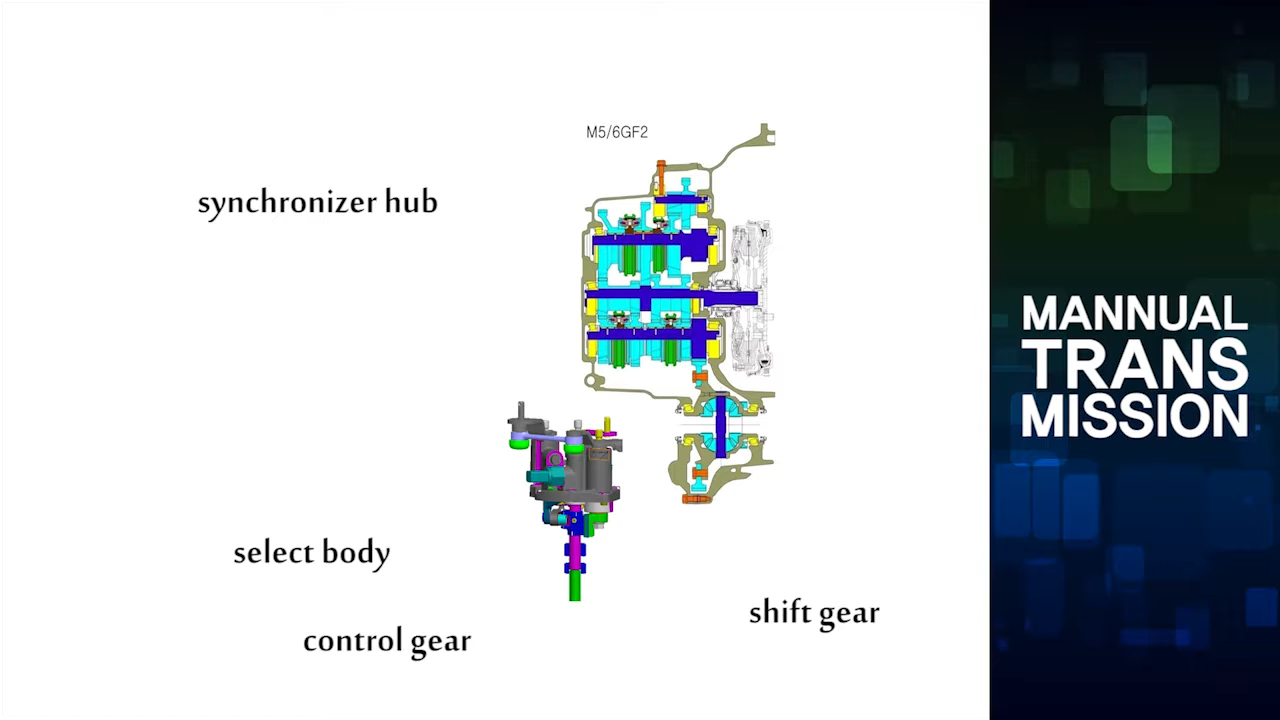 M5/6GF2
synchronizer hub
select body
control gear
shift gear
MANNUAL
TRANS
MISSION